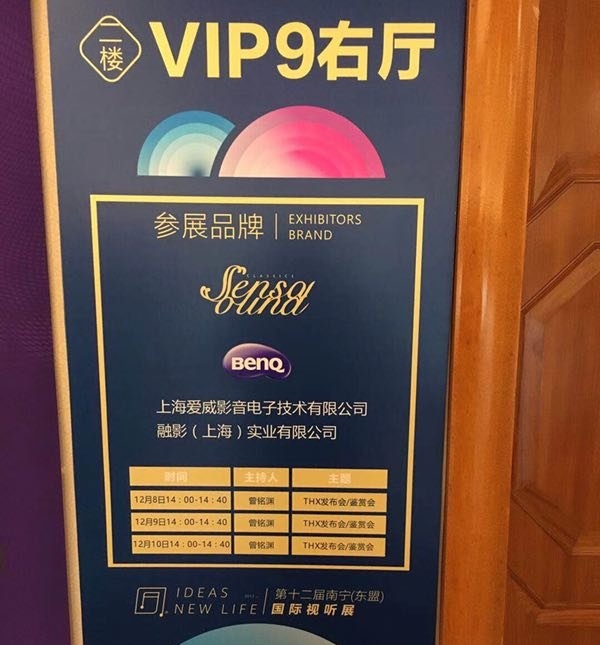 二楼
VIP9右厅
参展品牌 EXHIBITORS BRAND
CLASSICS
Sensasound
BenQ
上海爱威影音电子技术有限公司
融影（上海）实业有限公司
时间 主持人 主题
12月8日14：00-14：40 曾铭渊 THX发布会/鉴赏会
12月9日14：00-14：40 曾铭渊 THX发布会/鉴赏会
12月10日14：00-14：40 曾铭渊 THX发布会/鉴赏会
IDEAS 第十二届南宁(东盟)
NEW LIFE 国际视听展